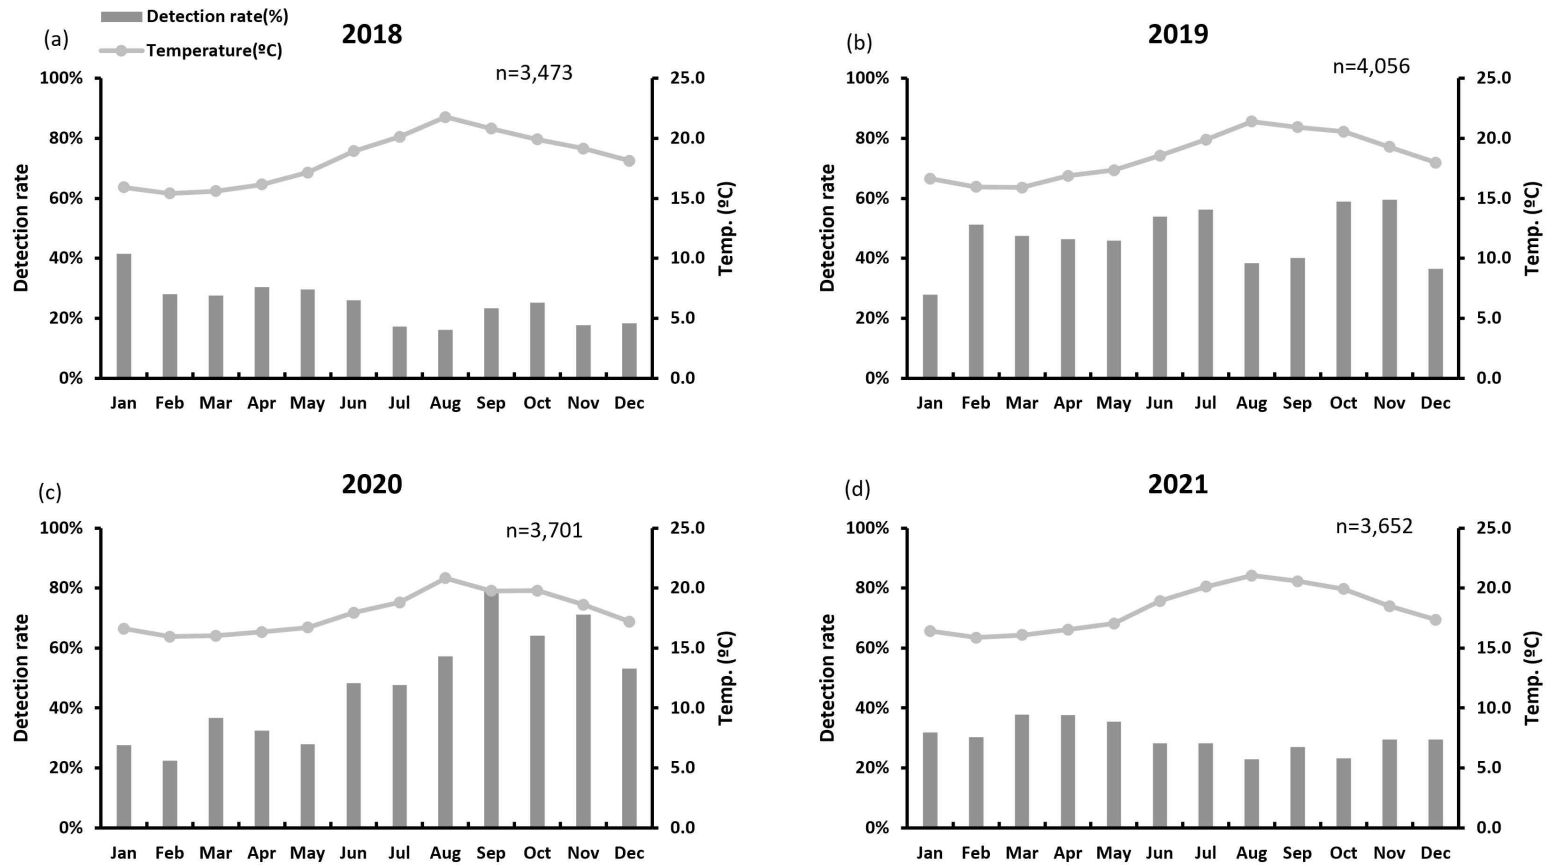 Detection rate(%)
Temperature(ºC)
(a)
2018
n=3,473
100%
80%
60%
40%
20%
0%
Detection rate
25.0
20.0
15.0
10.0
5.0
0.0
Temp. (ºC)
Jan Feb Mar Apr May Jun Jul Aug Sep Oct Nov Dec
(b)
2019
n=4,056
100%
80%
60%
40%
20%
0%
Detection rate
25.0
20.0
15.0
10.0
5.0
0.0
Temp. (ºC)
Jan Feb Mar Apr May Jun Jul Aug Sep Oct Nov Dec
(c)
2020
n=3,701
100%
80%
60%
40%
20%
0%
Detection rate
25.0
20.0
15.0
10.0
5.0
0.0
Temp. (ºC)
Jan Feb Mar Apr May Jun Jul Aug Sep Oct Nov Dec
(d)
2021
n=3,652
100%
80%
60%
40%
20%
0%
Detection rate
25.0
20.0
15.0
10.0
5.0
0.0
Temp. (ºC)
Jan Feb Mar Apr May Jun Jul Aug Sep Oct Nov Dec